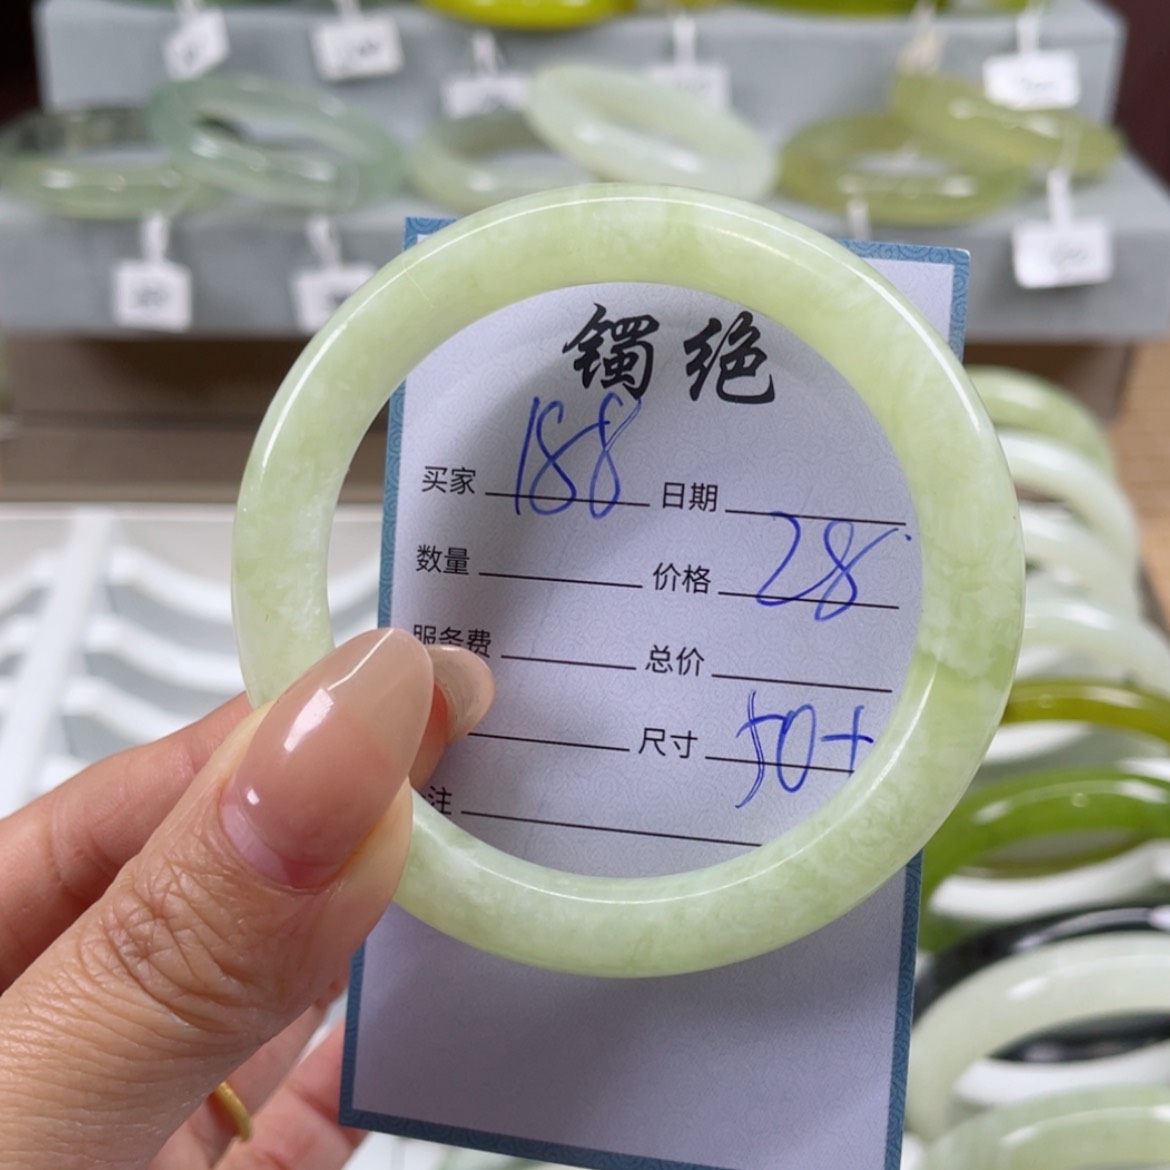 镯绝
买家 188 日期
数量 价格 28
服务费 总价
尺寸 50+
注